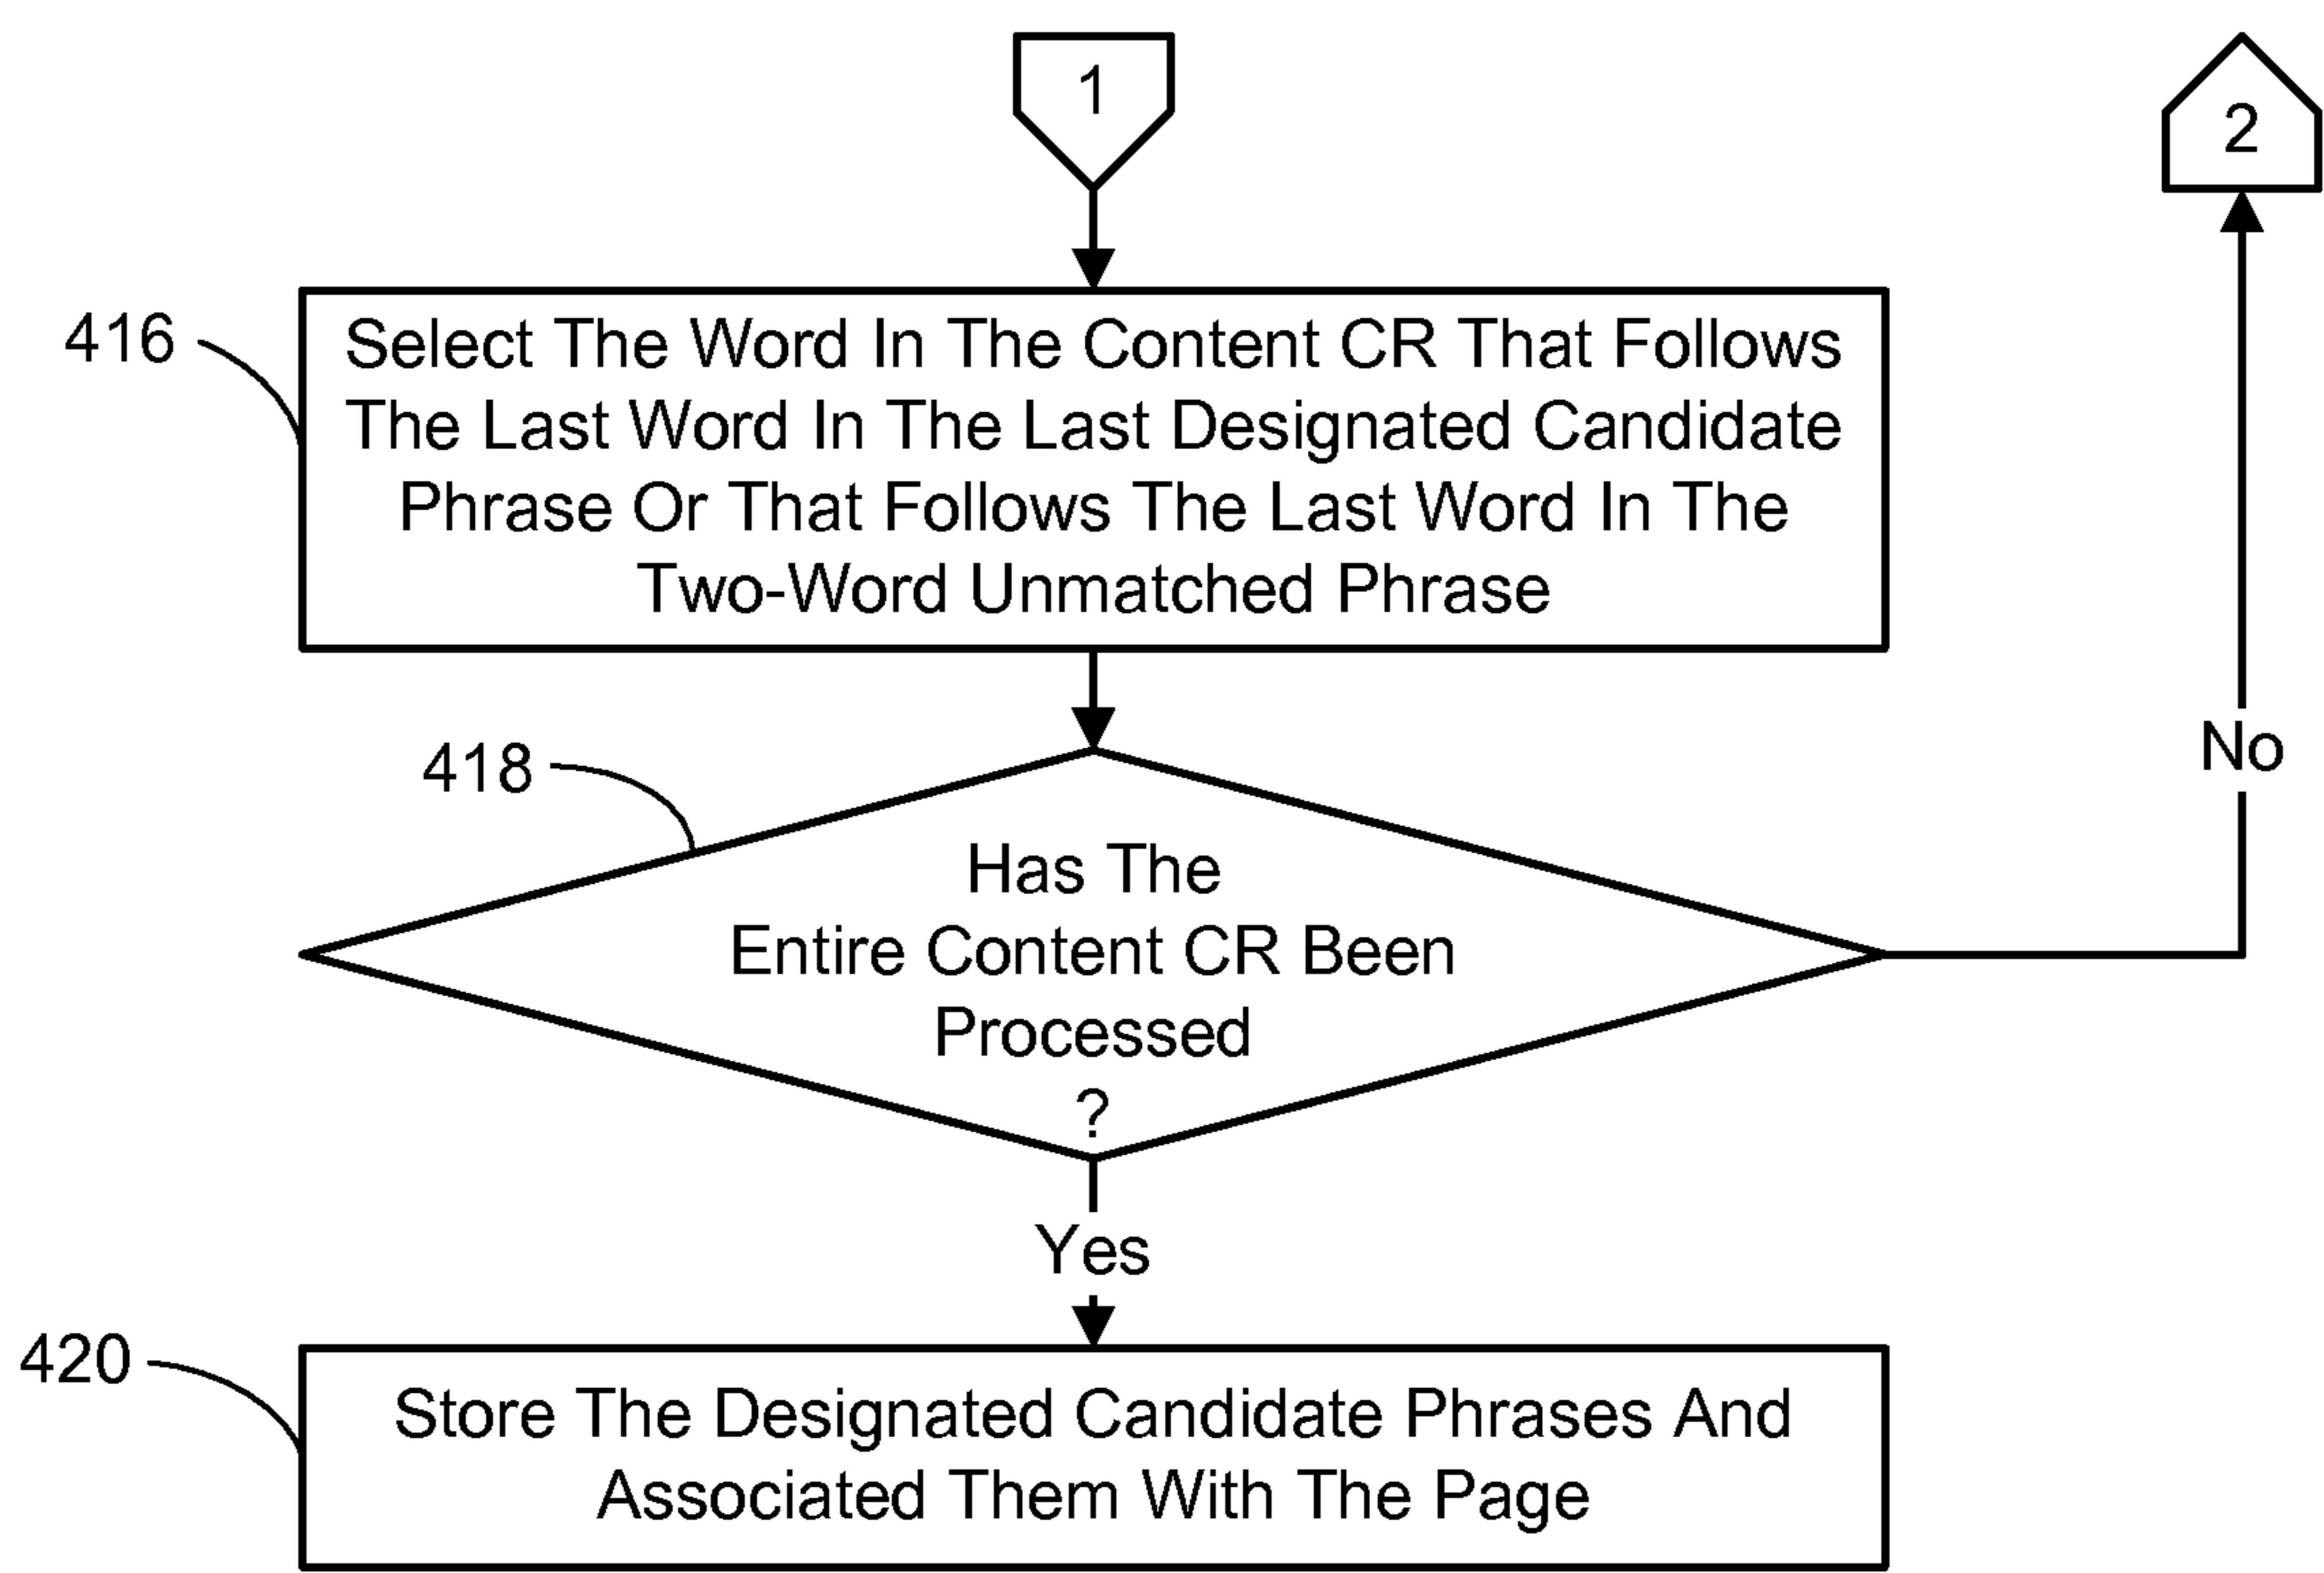 1
2
416
Select The Word In The Content CR That Follows
The Last Word In The Last Designated Candidate
Phrase Or That Follows The Last Word In The
Two-Word Unmatched Phrase
No
418
Has The
Entire Content CR Been
Processed
?
Yes
420
Store The Designated Candidate Phrases And
Associated Them With The Page